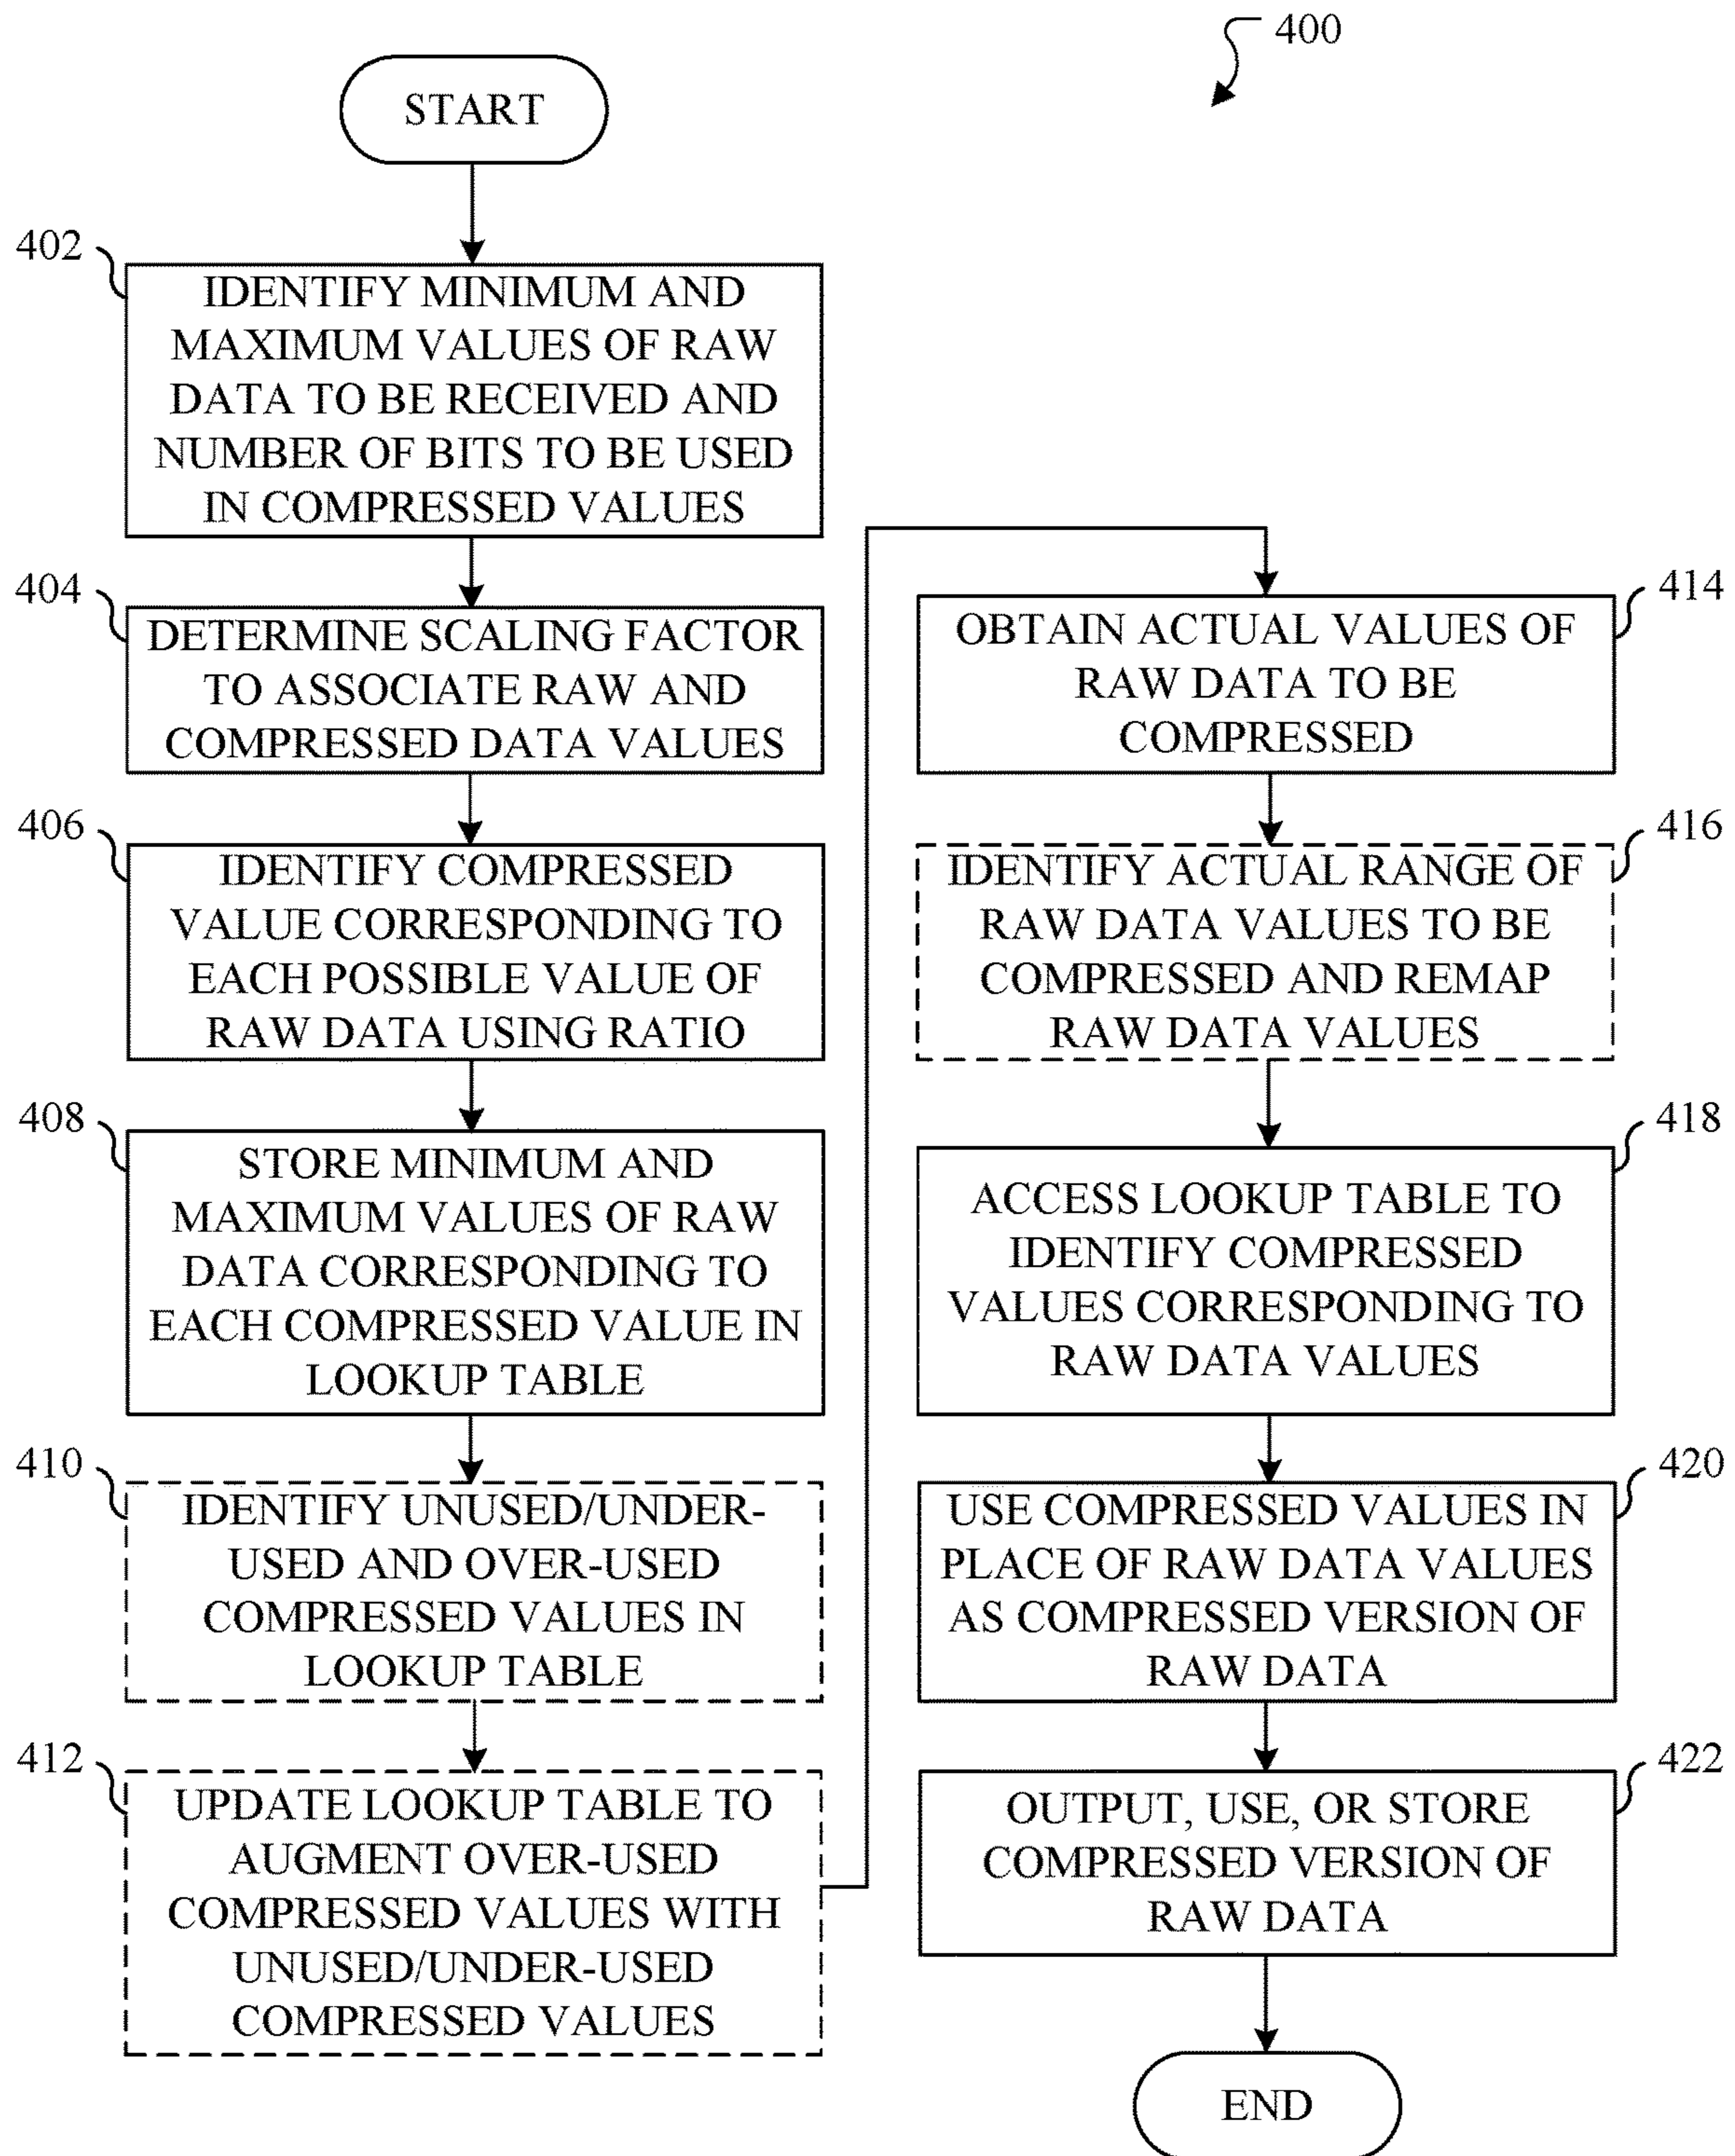 400
START
402
IDENTIFY MINIMUM AND
MAXIMUM VALUES OF RAW
DATA TO BE RECEIVED AND
NUMBER OF BITS TO BE USED
IN COMPRESSED VALUES
404
DETERMINE SCALING FACTOR
TO ASSOCIATE RAW AND
COMPRESSED DATA VALUES
406
IDENTIFY COMPRESSED
VALUE CORRESPONDING TO
EACH POSSIBLE VALUE OF
RAW DATA USING RATIO
408
STORE MINIMUM AND
MAXIMUM VALUES OF RAW
DATA CORRESPONDING TO
EACH COMPRESSED VALUE IN
LOOKUP TABLE
410
IDENTIFY UNUSED/UNDER-
USED AND OVER-USED
COMPRESSED VALUES IN
LOOKUP TABLE
412
UPDATE LOOKUP TABLE TO
AUGMENT OVER-USED
COMPRESSED VALUES WITH
UNUSED/UNDER-USED
COMPRESSED VALUES
414
OBTAIN ACTUAL VALUES OF
RAW DATA TO BE
COMPRESSED
416
IDENTIFY ACTUAL RANGE OF
RAW DATA VALUES TO BE
COMPRESSED AND REMAP
RAW DATA VALUES
418
ACCESS LOOKUP TABLE TO
IDENTIFY COMPRESSED
VALUES CORRESPONDING TO
RAW DATA VALUES
420
USE COMPRESSED VALUES IN
PLACE OF RAW DATA VALUES
AS COMPRESSED VERSION OF
RAW DATA
422
OUTPUT, USE, OR STORE
COMPRESSED VERSION OF
RAW DATA
END